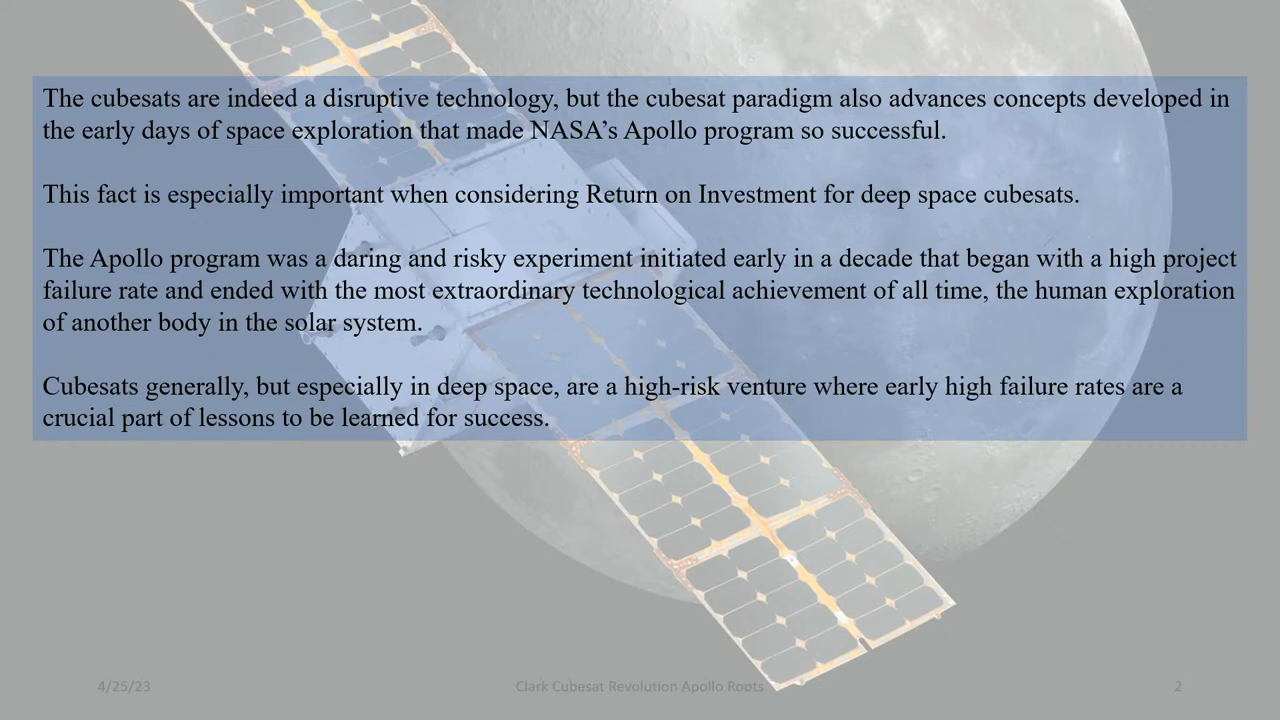 The cubesats are indeed a disruptive technology, but the cubesat paradigm also advances concepts developed in
the early days of space exploration that made NASA’s Apollo program so successful.
This fact is especially important when considering Return on Investment for deep space cubesats.
The Apollo program was a daring and risky experiment initiated early in a decade that began with a high project
failure rate and ended with the most extraordinary technological achievement of all time, the human exploration
of another body in the solar system.
Cubesats generally, but especially in deep space, are a high-risk venture where early high failure rates are a
crucial part of lessons to be learned for success.
4/25/23
Clark Cubesat Revolution Apollo Roots
2